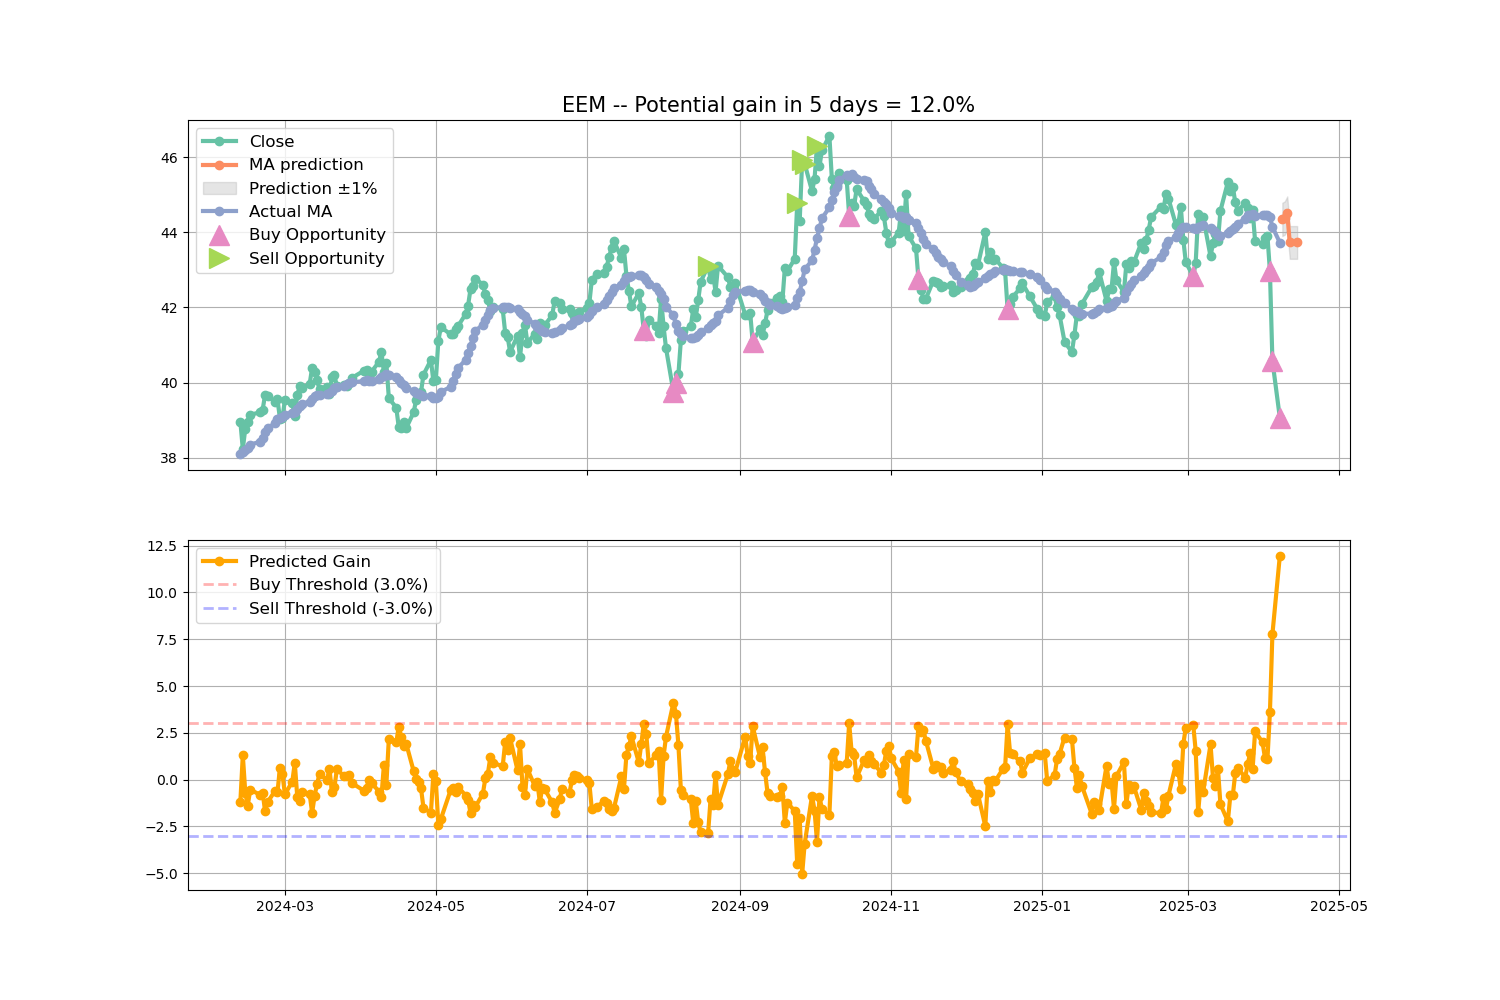 EEM -- Potential gain in 5 days = 12.0%
Close
MA prediction
Prediction ±1%
Actual MA
Buy Opportunity
Sell Opportunity
46
44
42
40
38
Predicted Gain
Buy Threshold (3.0%)
Sell Threshold (-3.0%)
12.5
10.0
7.5
5.0
2.5
0.0
−2.5
−5.0
2024-03 2024-05 2024-07 2024-09 2024-11 2025-01 2025-03 2025-05